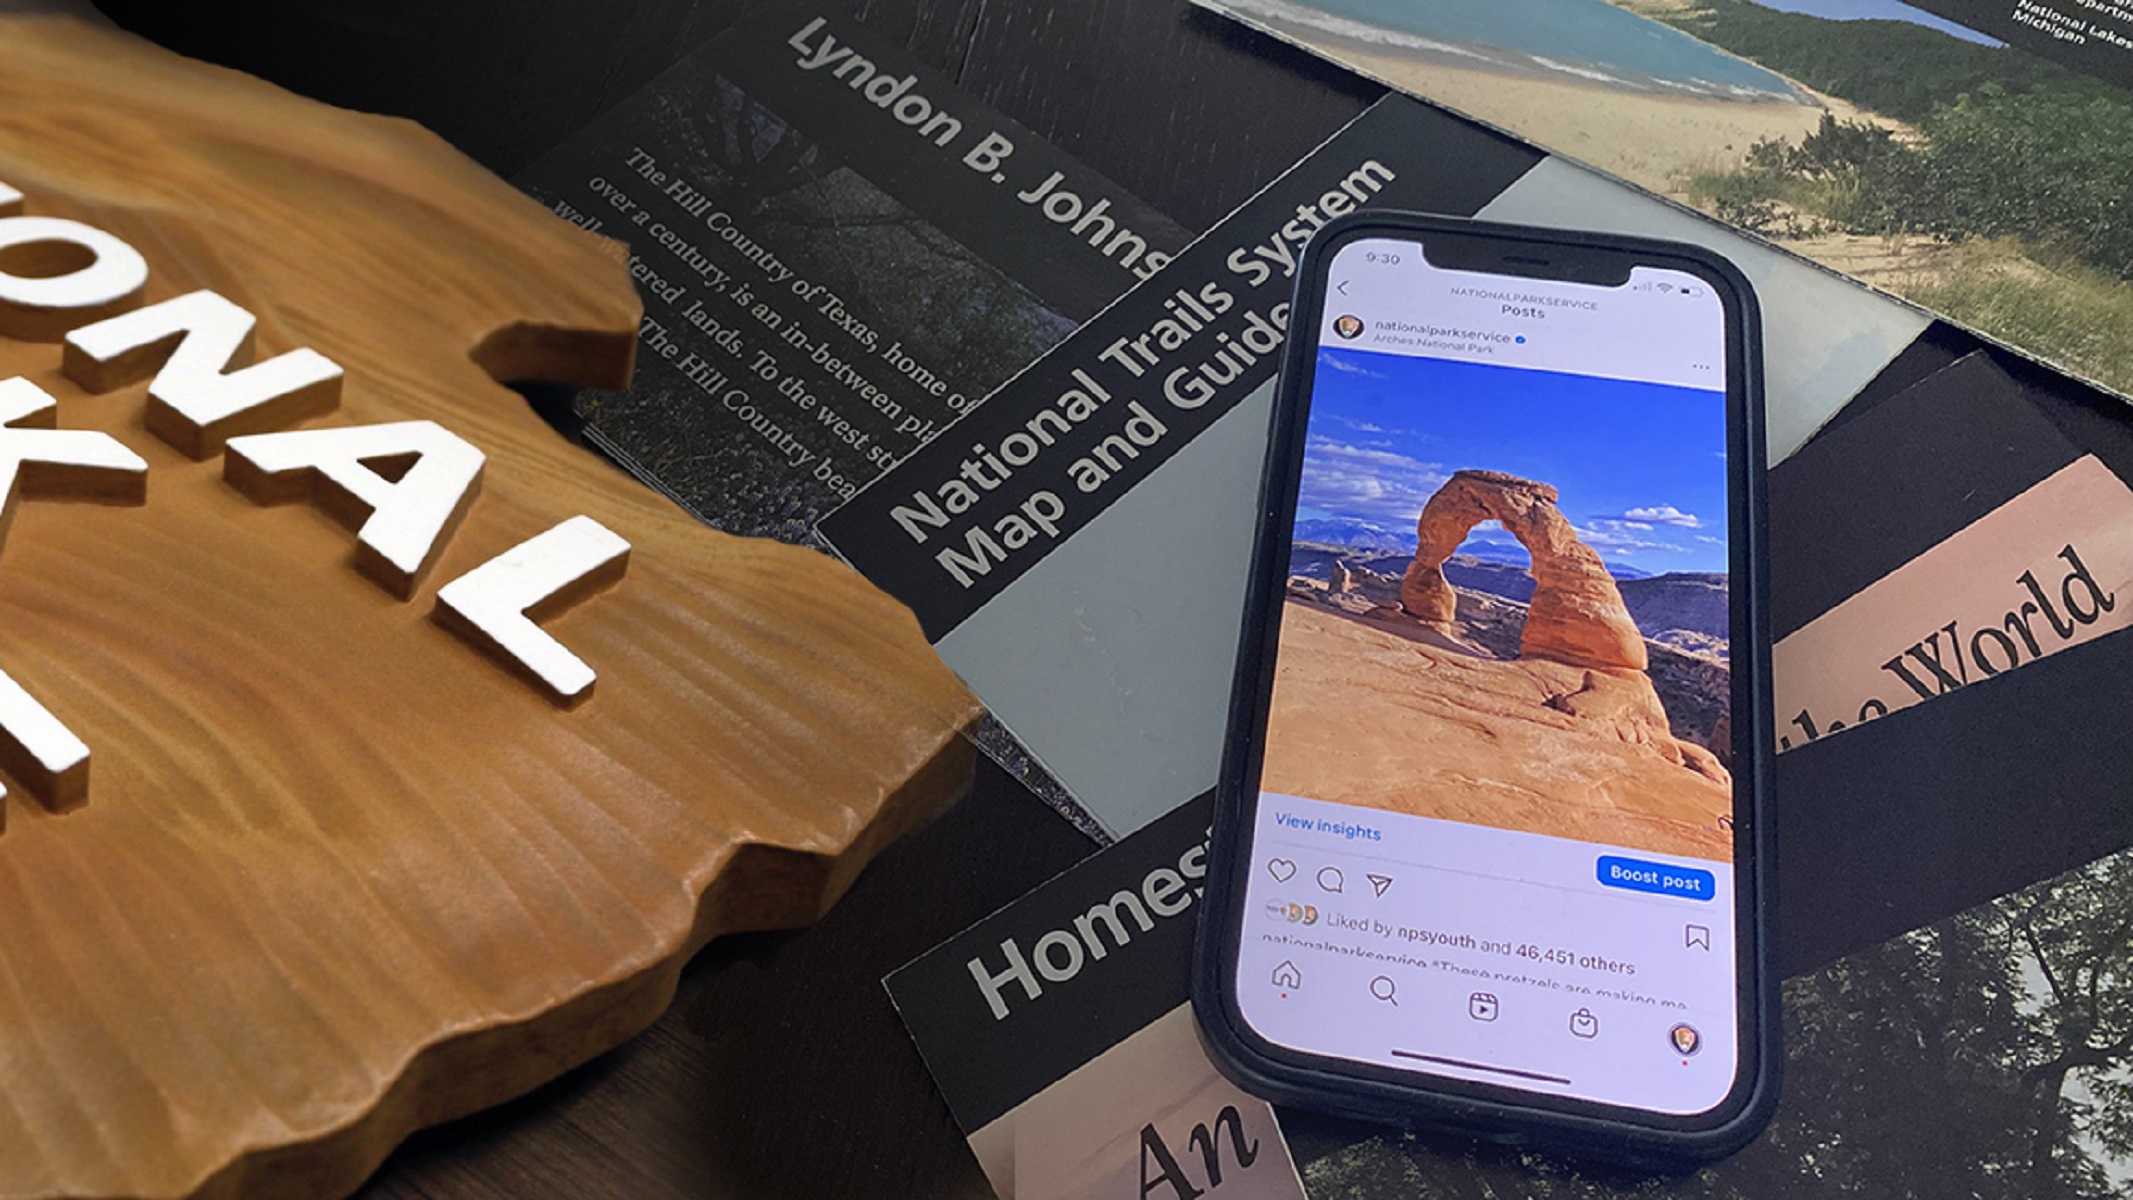 ONAL
K
Lyndon B. Johns
The Hill Country of Texas, home of
over a century, is an in-between pla
well-watered lands. To the west st
The Hill Country bea
National Trails System
Map and Guide
National Lakes
Michigan
the World
Homes
An
9:30
NATIONALPARKSERVICE
Posts
nationalparkservice
Arches National Park
View insights
Boost post
Liked by npsyouth and 46,451 others
nationalparkservice "These pretzels are making me